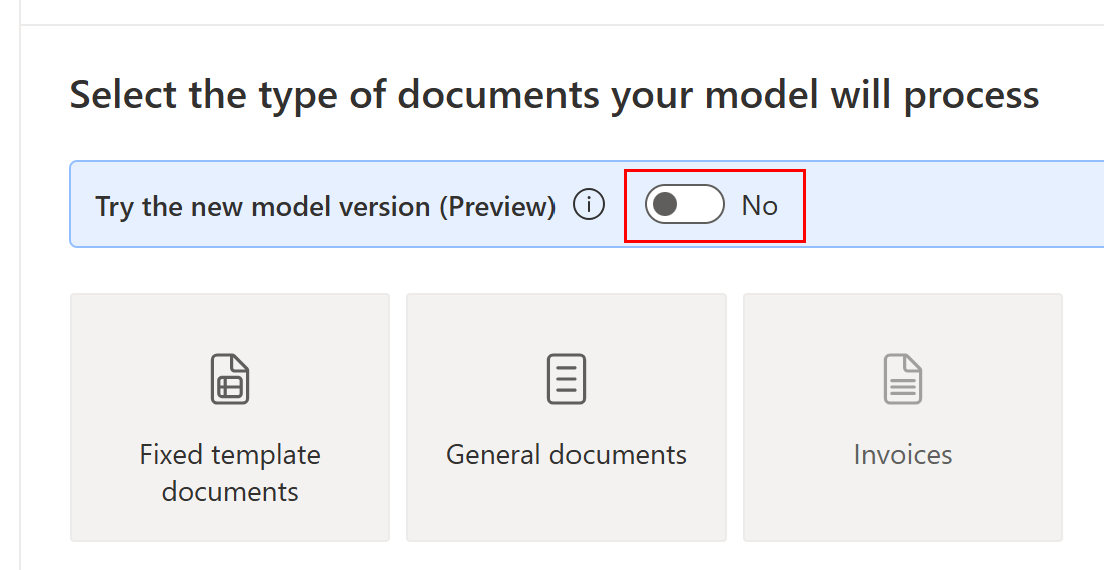 Select the type of documents your model will process
Try the new model version (Preview) No
Fixed template
documents
General documents
Invoices